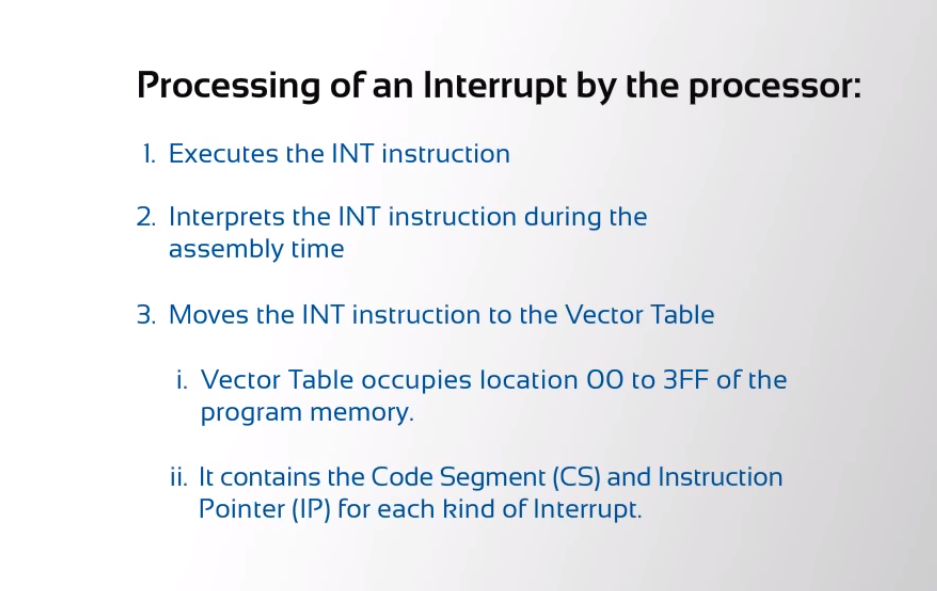 Processing of an Interrupt by the processor:
1. Executes the INT instruction
2. Interprets the INT instruction during the
assembly time
3. Moves the INT instruction to the Vector Table
i. Vector Table occupies location 00 to 3FF of the
program memory.
ii. It contains the Code Segment (CS) and Instruction
Pointer (IP) for each kind of Interrupt.